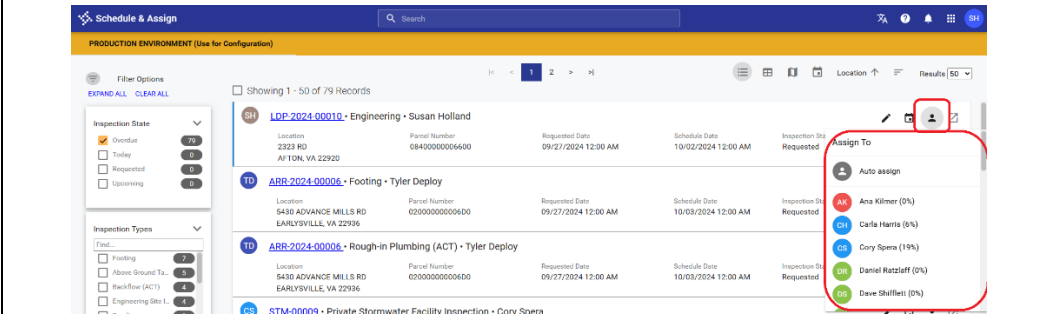 Schedule & Assign
Search
SH
PRODUCTION ENVIRONMENT (Use for Configuration)
Filter Options
EXPAND ALL CLEAR ALL
|< < 1 2 > >|
Location
Results 50
Showing 1 - 50 of 79 Records
Inspection State
Overdue 79
Today 0
Requested 0
Upcoming 0
Inspection Types
Find...
Footing 7
Above Ground Ta... 5
Backflow (ACT) 4
Engineering Site I... 4
SH
LDP-2024-00010 • Engineering • Susan Holland
Location Parcel Number Requested Date Schedule Date Inspection Sta
2323 RD 08400000006600 09/27/2024 12:00 AM 10/02/2024 12:00 AM Requested
AFTON, VA 22920
TD
ARR-2024-00006 • Footing • Tyler Deploy
Location Parcel Number Requested Date Schedule Date Inspection Sta
5430 ADVANCE MILLS RD 020000000006D0 09/27/2024 12:00 AM 10/03/2024 12:00 AM Requested
EARLYSVILLE, VA 22936
TD
ARR-2024-00006 • Rough-in Plumbing (ACT) • Tyler Deploy
Location Parcel Number Requested Date Schedule Date Inspection Sta
5430 ADVANCE MILLS RD 020000000006D0 09/27/2024 12:00 AM 10/03/2024 12:00 AM Requested
EARLYSVILLE, VA 22936
CS
STM-00009 • Private Stormwater Facility Inspection • Cory Spera
Assign To
Auto assign
AK Ana Kilmer (0%)
CH Carla Harris (6%)
CS Cory Spera (19%)
DR Daniel Ratzlaff (0%)
DS Dave Shifflett (0%)